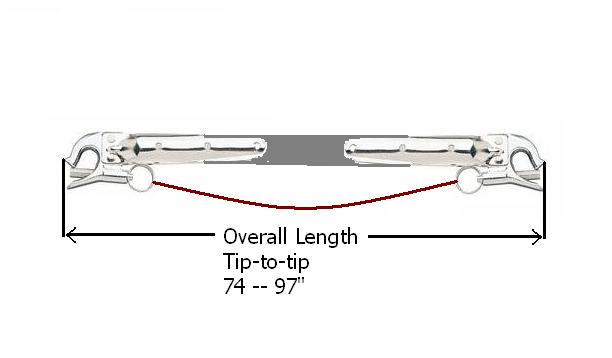 Overall Length
Tip-to-tip
74 -- 97"